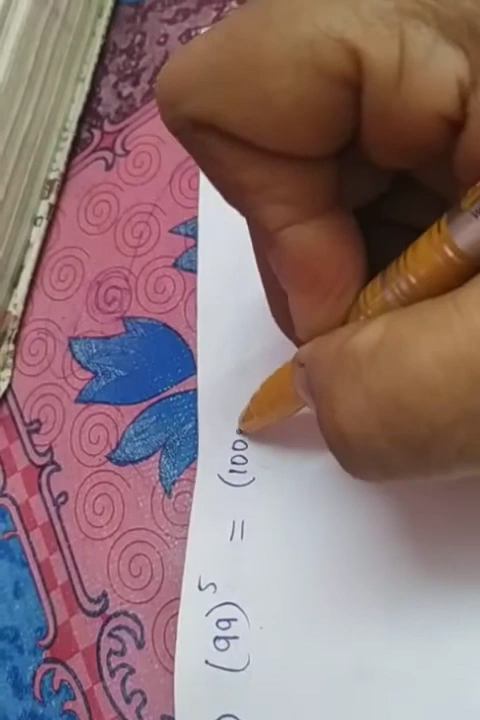 ) (99)⁵ = (100